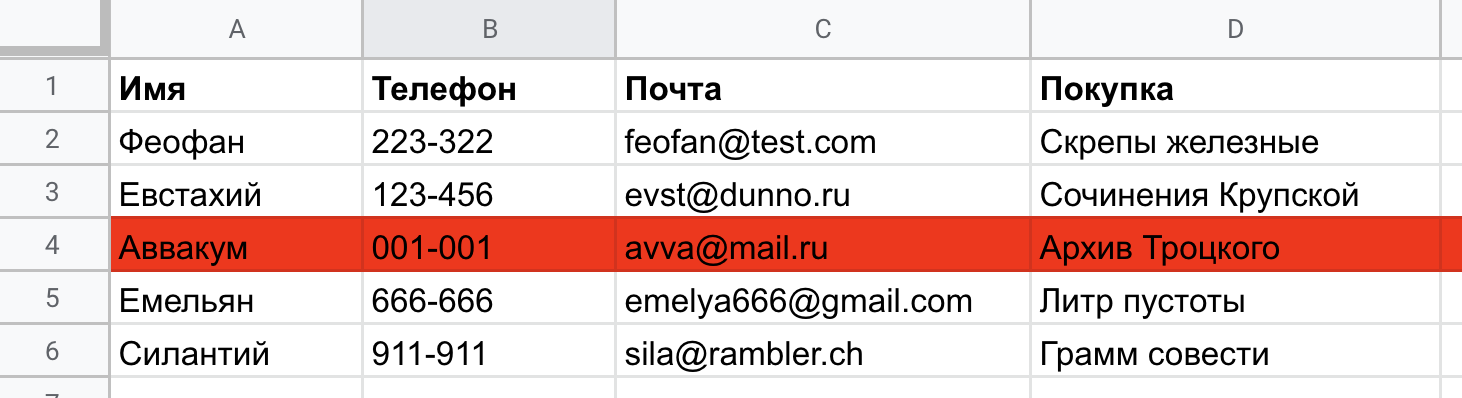 A B C D
1 Имя Телефон Почта Покупка
2 Феофан 223-322 feofan@test.com Скрепы железные
3 Евстахий 123-456 evst@dunno.ru Сочинения Крупской
4 Аввакум 001-001 avva@mail.ru Архив Троцкого
5 Емельян 666-666 emelya666@gmail.com Литр пустоты
6 Силантий 911-911 sila@rambler.ch Грамм совести